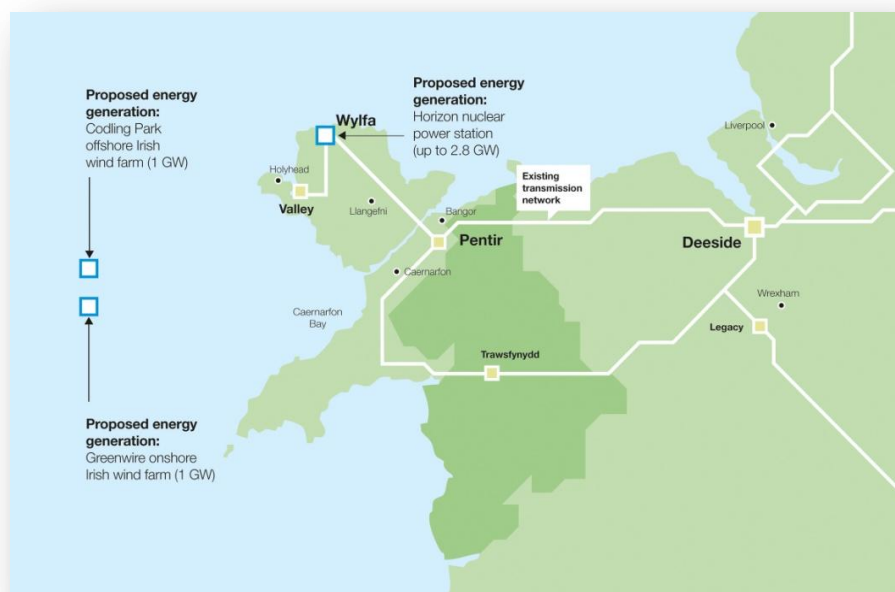 Proposed energy
generation:
Codling Park
offshore Irish
wind farm (1 GW)
Wylfa
Proposed energy
generation:
Horizon nuclear
power station
(up to 2.8 GW)
Liverpool
Holyhead
Valley
Llangefni
Bangor
Existing
transmission
network
Pentir
Deeside
Caernarfon
Wrexham
Caernarfon
Bay
Legacy
Trawsfynydd
Proposed energy
generation:
Greenwire onshore
Irish wind farm (1 GW)